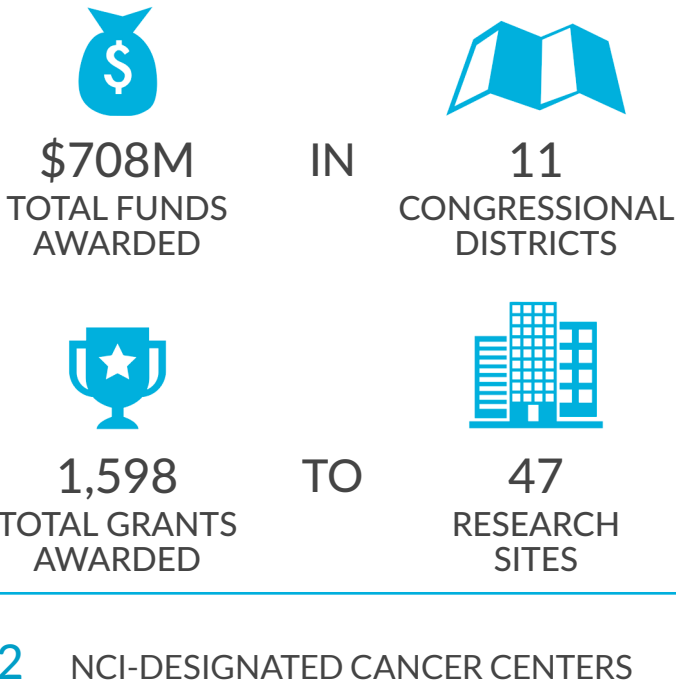 $
$708M IN 11
TOTAL FUNDS CONGRESSIONAL
AWARDED DISTRICTS
1,598 TO 47
TOTAL GRANTS RESEARCH
AWARDED SITES
2 NCI-DESIGNATED CANCER CENTERS